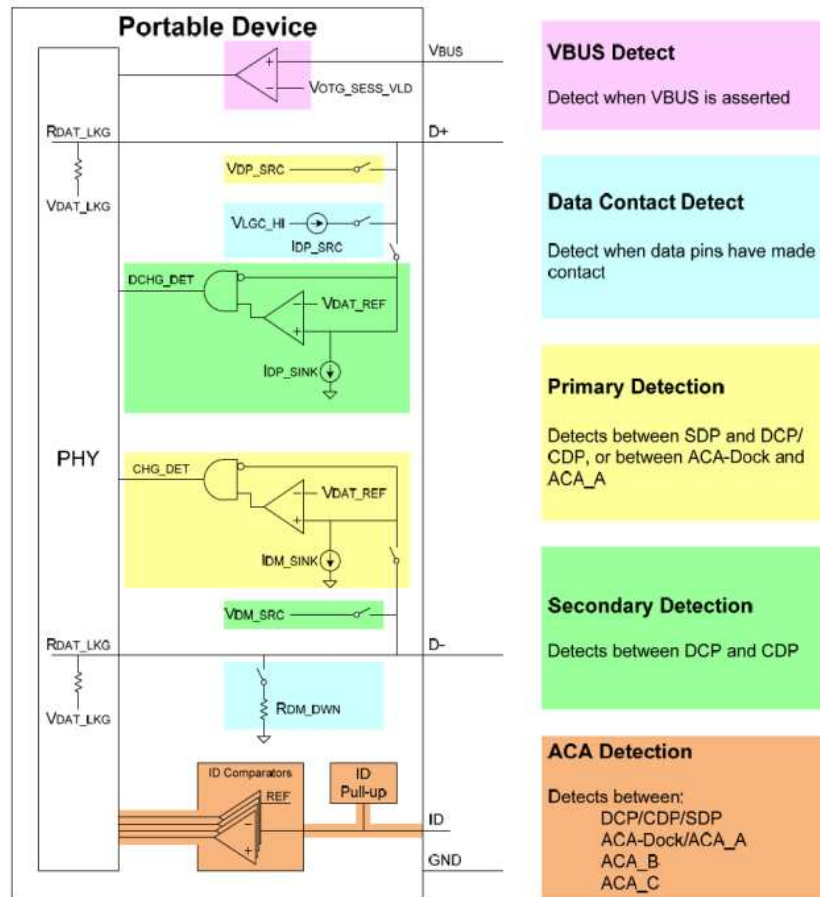 Portable Device
VBUS
VOTG_SESS_VLD
RDAT_LKG
D+
VDP_SRC
VDAT_LKG
VLGC_HI
IDP_SRC
DCHG_DET
VDAT_REF
IDP_SINK
PHY
CHG_DET
VDAT_REF
IDM_SINK
VDM_SRC
RDAT_LKG
D-
VDAT_LKG
RDM_DWN
ID Comparators
REF
ID
Pull-up
ID
GND
VBUS Detect
Detect when VBUS is asserted
Data Contact Detect
Detect when data pins have made
contact
Primary Detection
Detects between SDP and DCP/
CDP, or between ACA-Dock and
ACA_A
Secondary Detection
Detects between DCP and CDP
ACA Detection
Detects between:
DCP/CDP/SDP
ACA-Dock/ACA_A
ACA_B
ACA_C